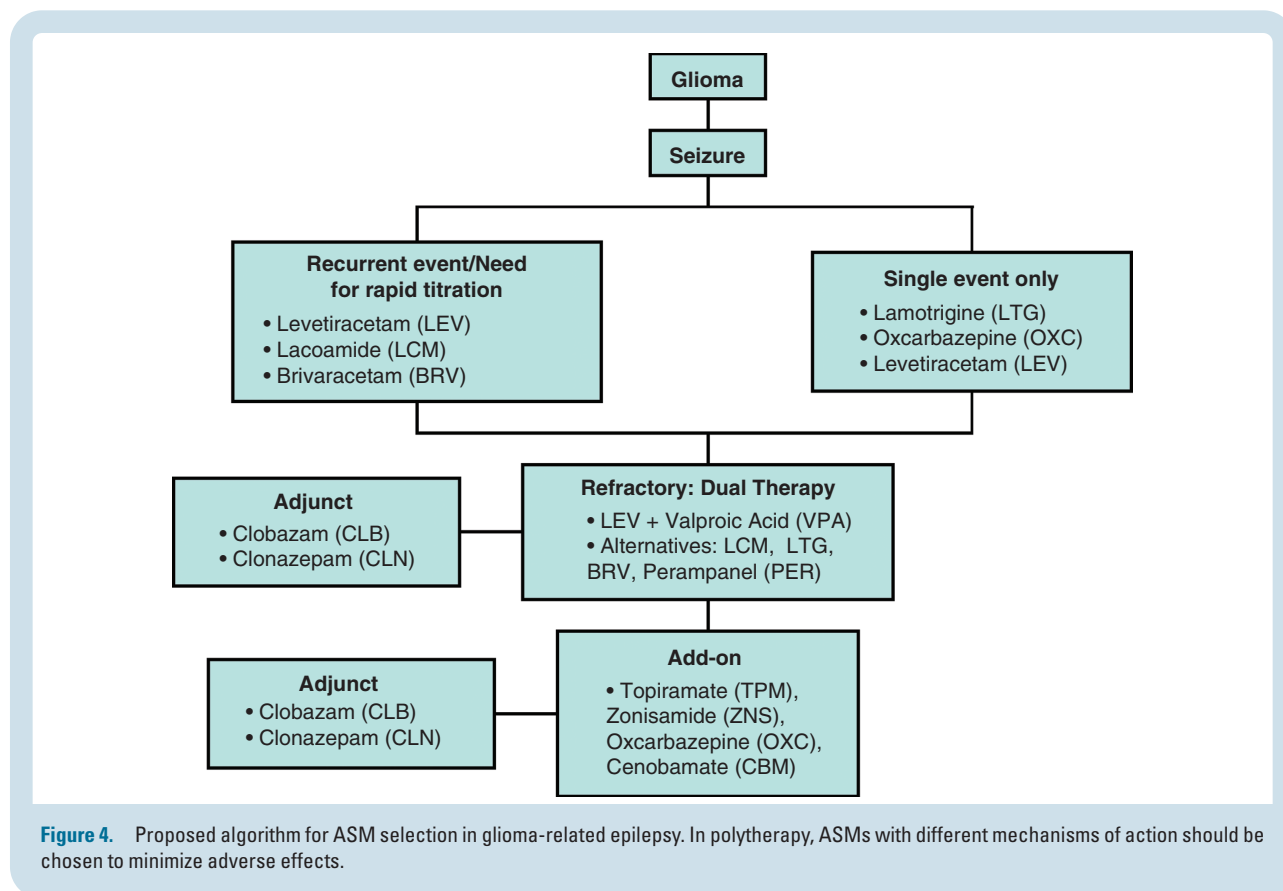 Glioma
Seizure
Recurrent event/Need
for rapid titration
• Levetiracetam (LEV)
• Lacoamide (LCM)
• Brivaracetam (BRV)
Single event only
• Lamotrigine (LTG)
• Oxcarbazepine (OXC)
• Levetiracetam (LEV)
Adjunct
• Clobazam (CLB)
• Clonazepam (CLN)
Refractory: Dual Therapy
• LEV + Valproic Acid (VPA)
• Alternatives: LCM, LTG,
BRV, Perampanel (PER)
Adjunct
• Clobazam (CLB)
• Clonazepam (CLN)
Add-on
• Topiramate (TPM),
Zonisamide (ZNS),
Oxcarbazepine (OXC),
Cenobamate (CBM)
Figure 4. Proposed algorithm for ASM selection in glioma-related epilepsy. In polytherapy, ASMs with different mechanisms of action should be
chosen to minimize adverse effects.